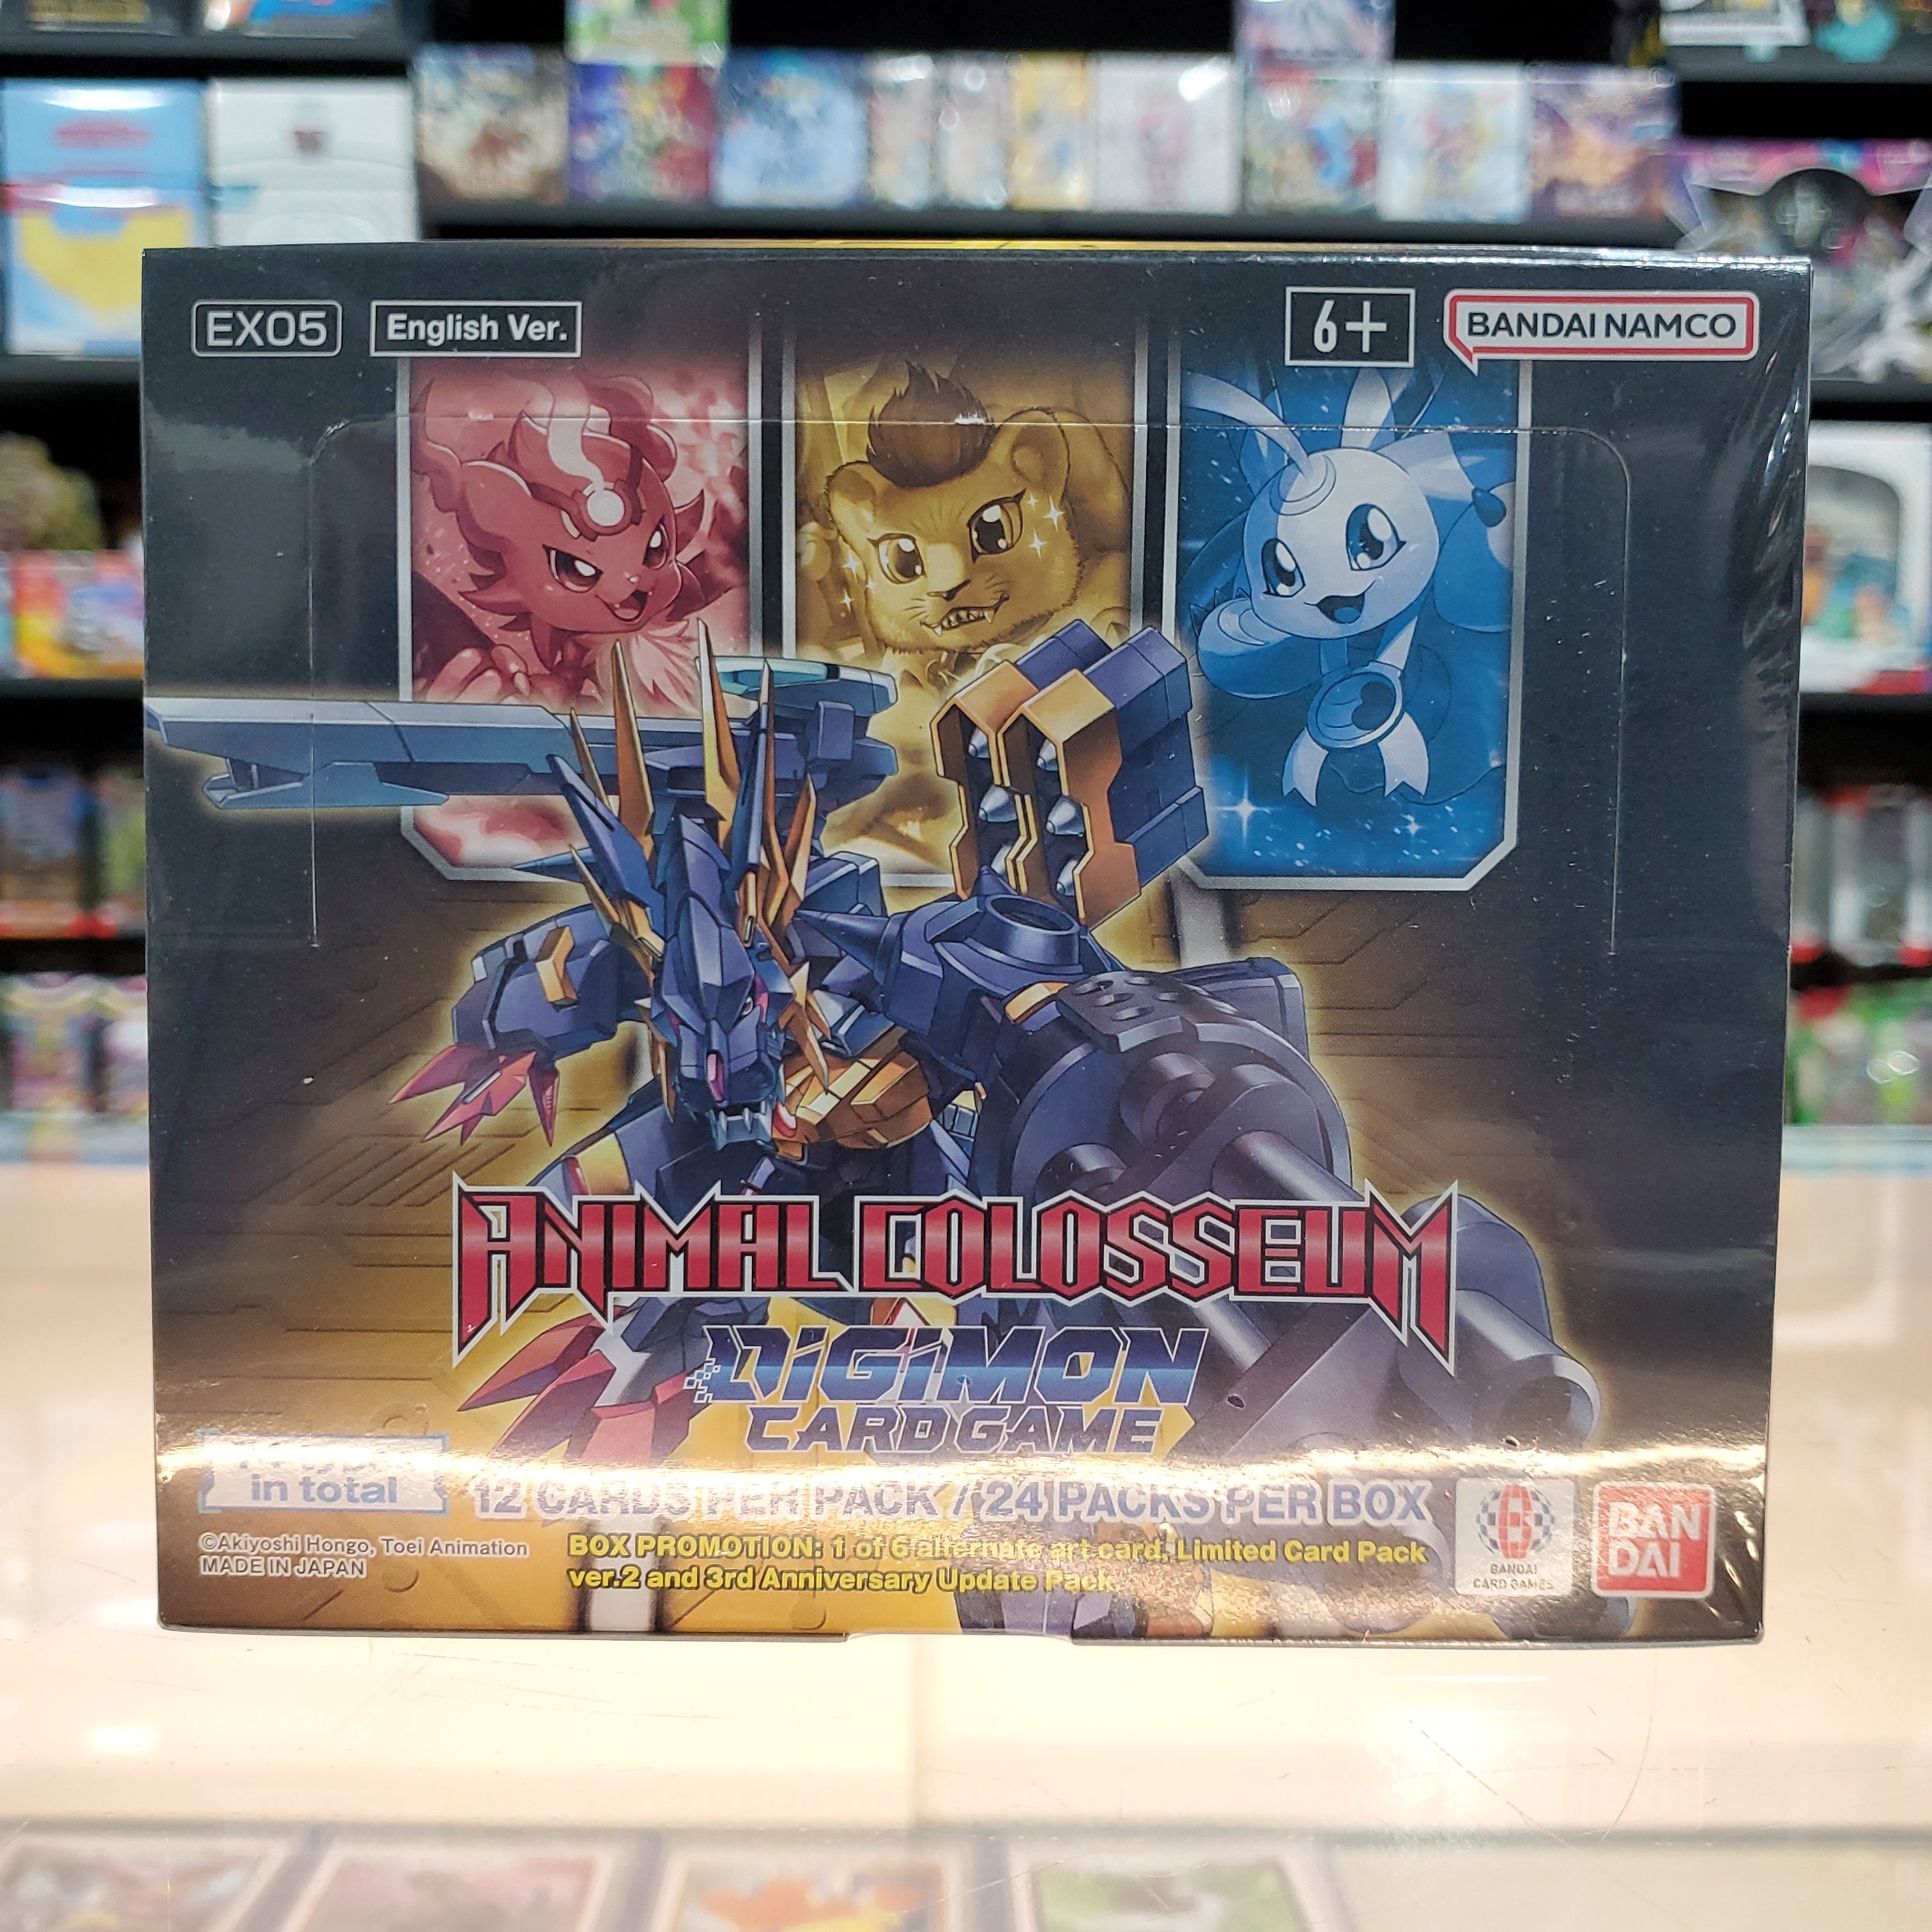 EX05
English Ver.
6+
BANDAI NAMCO
ANIMAL COLOSSEUM
DIGIMON
CARD GAME
in total
12 CARDS PER PACK / 24 PACKS PER BOX
©Akiyoshi Hongo, Toei Animation
MADE IN JAPAN
BOX PROMOTION: 1 of 6 alternate art card, Limited Card Pack
ver.2 and 3rd Anniversary Update Pack.
BANDAI
CARD GAMES
BAN
DAI